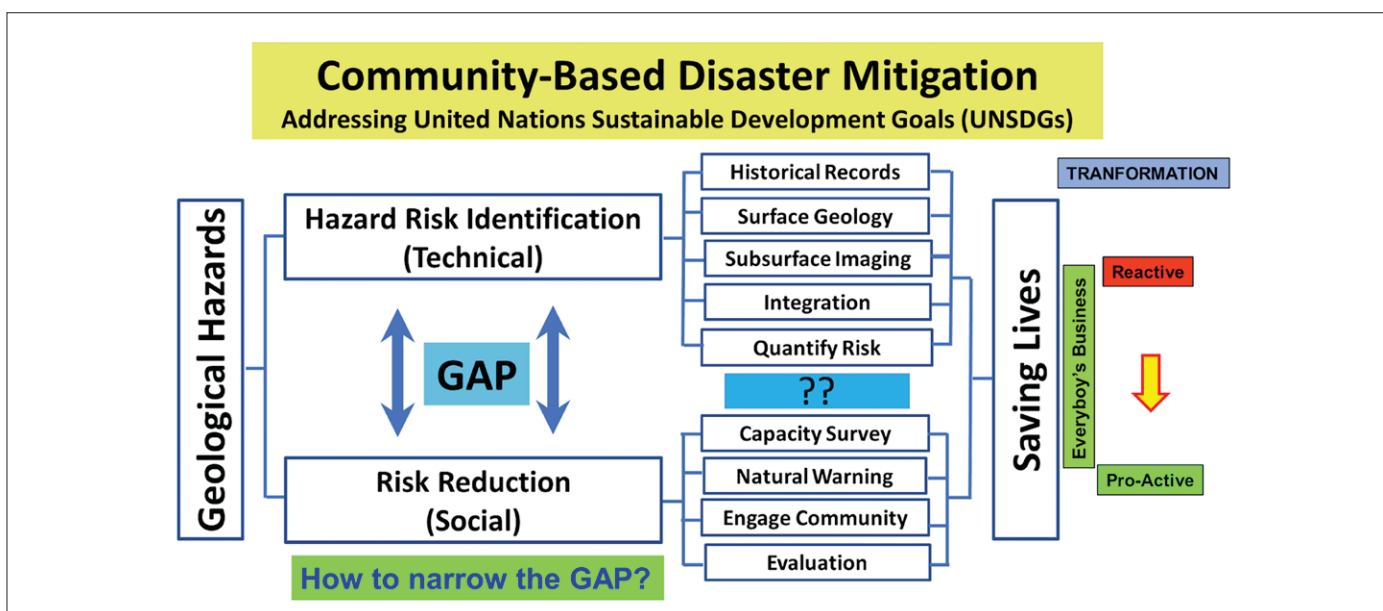 Community-Based Disaster Mitigation
Addressing United Nations Sustainable Development Goals (UNSDGs)
Geological Hazards
Hazard Risk Identification
(Technical)
GAP
Risk Reduction
(Social)
How to narrow the GAP?
Historical Records
Surface Geology
Subsurface Imaging
Integration
Quantify Risk
??
Capacity Survey
Natural Warning
Engage Community
Evaluation
Saving Lives
TRANFORMATION
Everyboy's Business
Reactive
Pro-Active